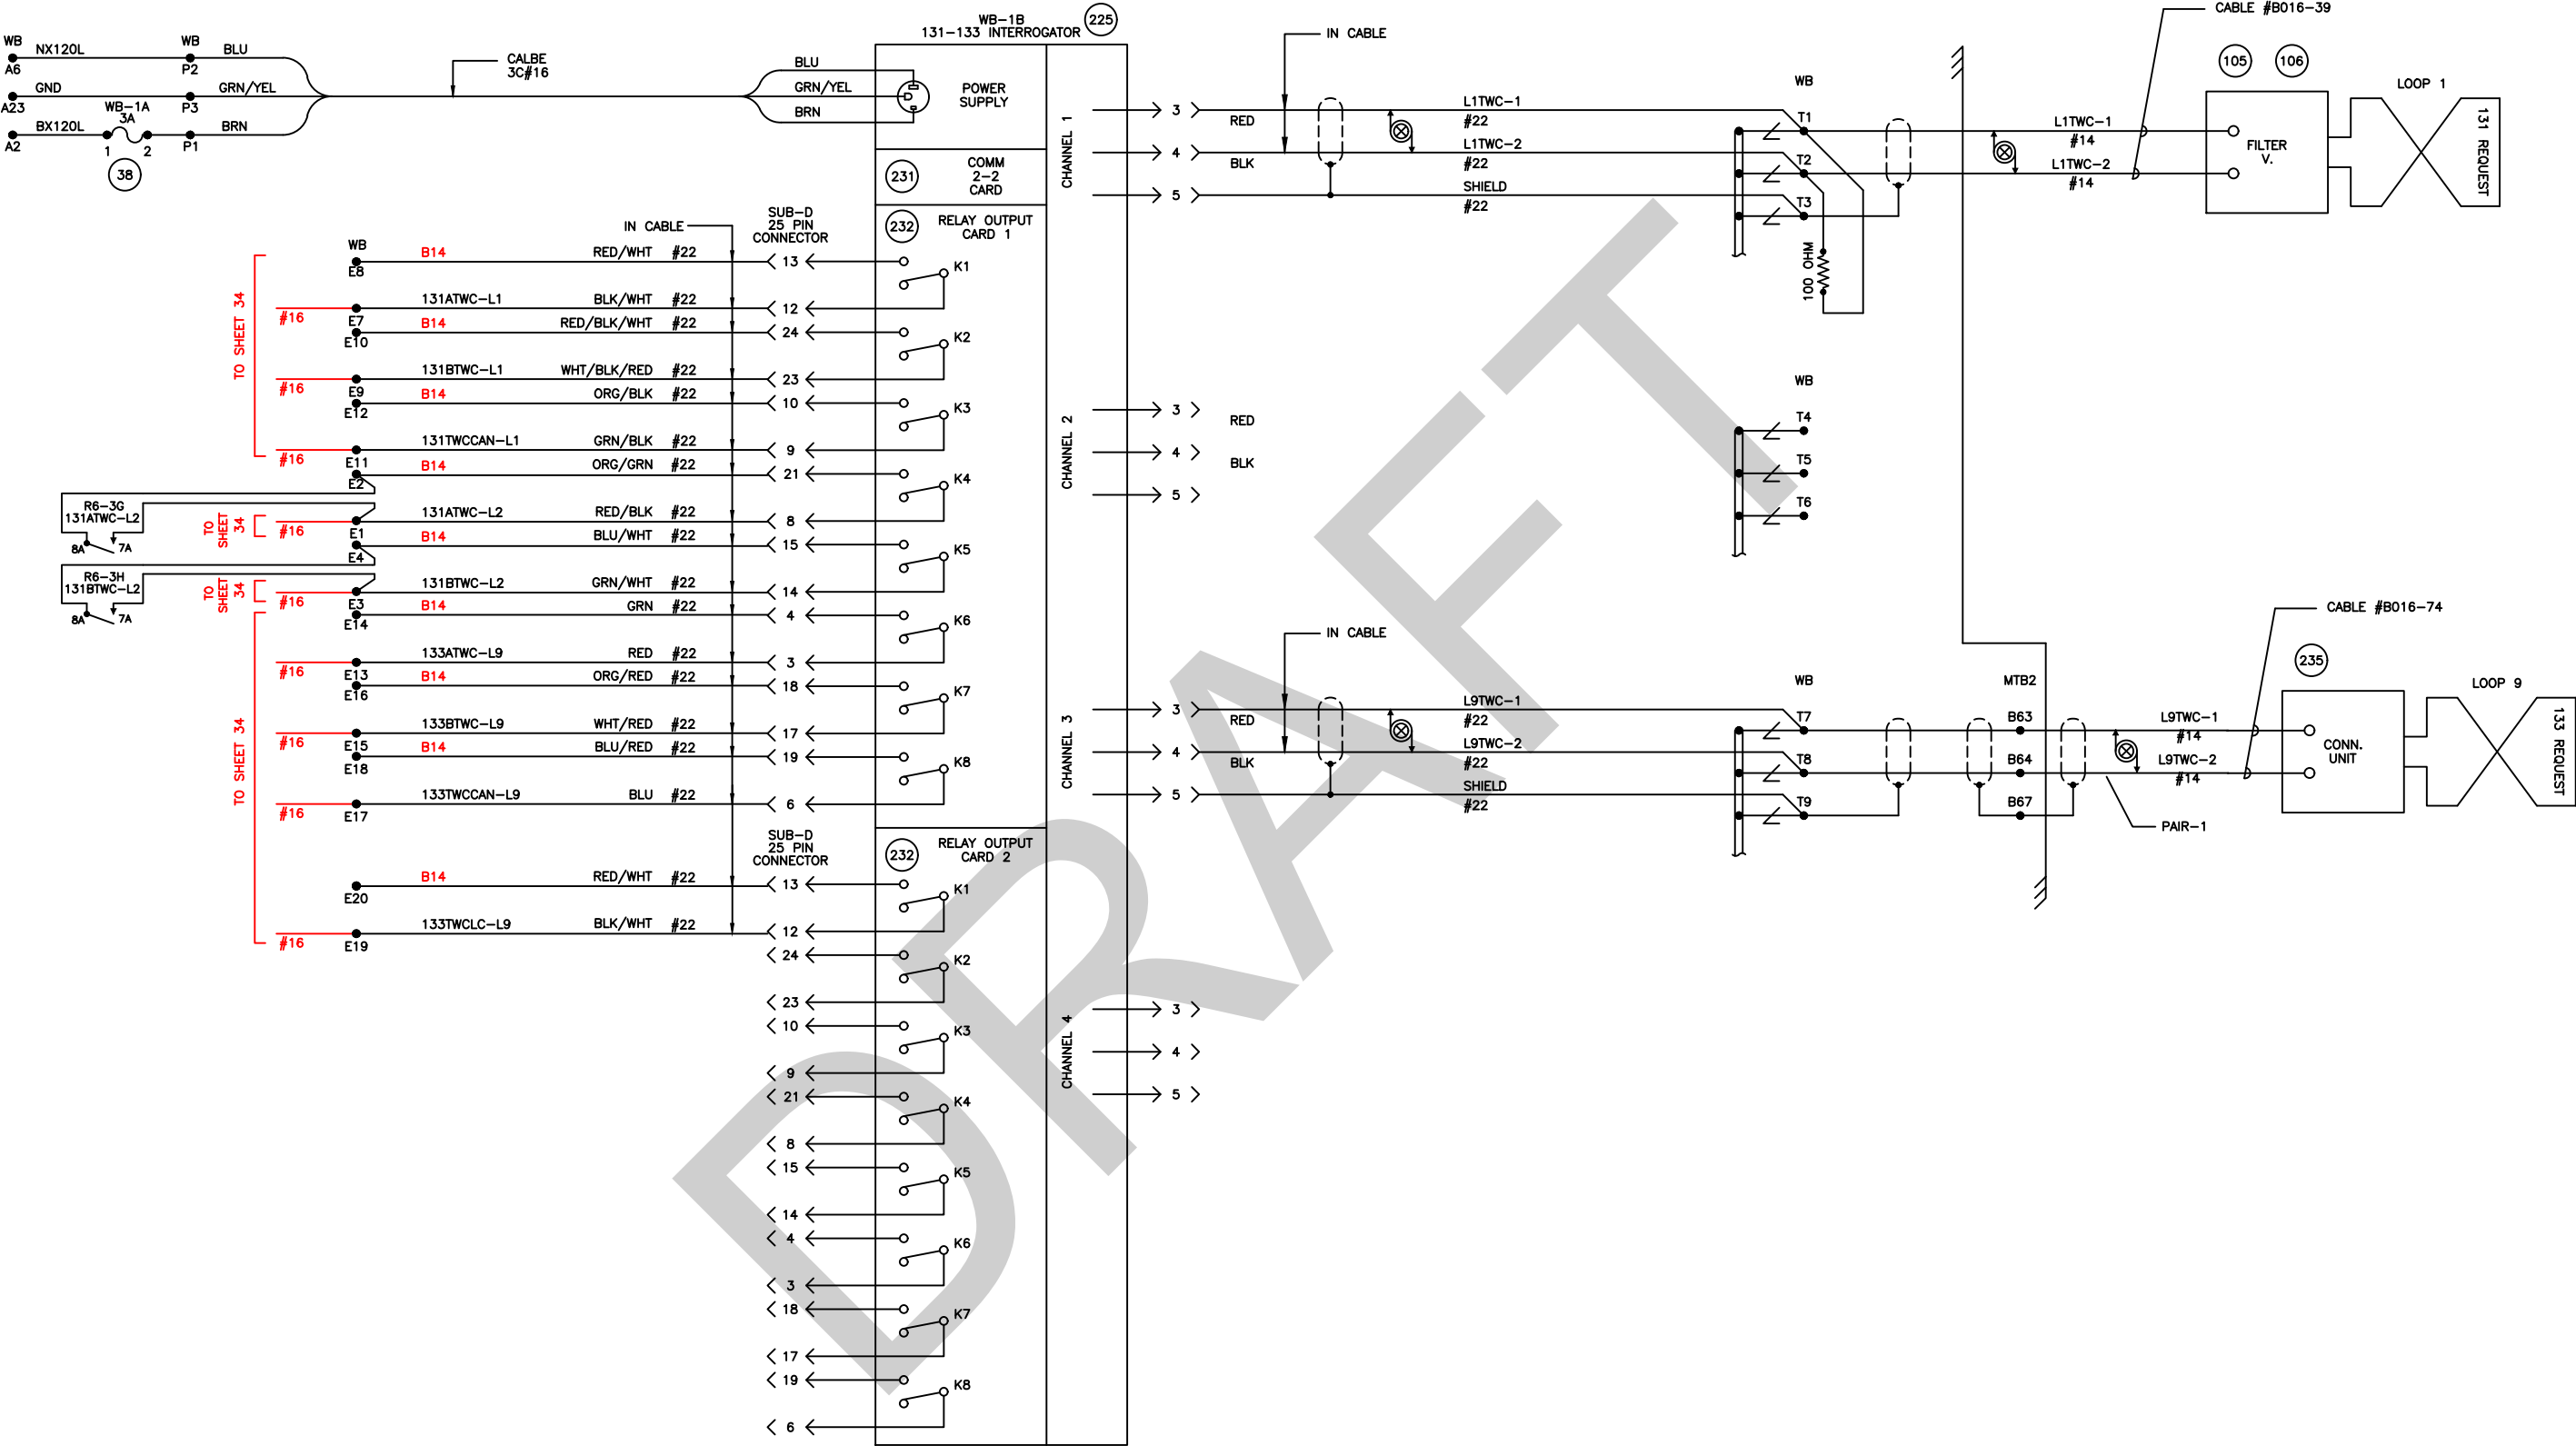 WB
NX120L
A6
WB
P2
BLU
GND
A23
P3
GRN/YEL
WB-1A
3A
BX120L
A2
1
2
P1
BRN
38
CALBE
3C#16
BLU
GRN/YEL
BRN
WB-1B
131-133 INTERROGATOR
225
POWER
SUPPLY
231
COMM
2-2
CARD
232
RELAY OUTPUT
CARD 1
SUB-D
25 PIN
CONNECTOR
IN CABLE
TO SHEET 34
WB
E8
B14 RED/WHT #22 13
K1
#16
E7
131ATWC-L1 BLK/WHT #22 12
E10
B14 RED/BLK/WHT #22 24
K2
#16
E9
131BTWC-L1 WHT/BLK/RED #22 23
E12
B14 ORG/BLK #22 10
K3
#16
E11
131TWCCAN-L1 GRN/BLK #22 9
E2
B14 ORG/GRN #22 21
K4
R6-3G
131ATWC-L2
8A 7A
TO
SHEET
34
#16
E1
131ATWC-L2 RED/BLK #22 8
E4
B14 BLU/WHT #22 15
K5
R6-3H
131BTWC-L2
8A 7A
TO
SHEET
34
#16
E3
131BTWC-L2 GRN/WHT #22 14
E14
B14 GRN #22 4
K6
TO SHEET 34
#16
E13
133ATWC-L9 RED #22 3
E16
B14 ORG/RED #22 18
K7
#16
E15
133BTWC-L9 WHT/RED #22 17
E18
B14 BLU/RED #22 19
K8
#16
E17
133TWCCAN-L9 BLU #22 6
SUB-D
25 PIN
CONNECTOR
232
RELAY OUTPUT
CARD 2
E20
B14 RED/WHT #22 13
K1
#16
E19
133TWCLC-L9 BLK/WHT #22 12
24
K2
23
10
K3
9
21
K4
8
15
K5
14
4
K6
3
18
K7
17
19
K8
6
CHANNEL 1
3
4
5
RED
BLK
IN CABLE
L1TWC-1
#22
L1TWC-2
#22
SHIELD
#22
WB
T1
T2
T3
100 OHM
L1TWC-1
#14
L1TWC-2
#14
CABLE #B016-39
105
106
FILTER
V.
LOOP 1
131 REQUEST
CHANNEL 2
3
4
5
RED
BLK
WB
T4
T5
T6
CHANNEL 3
3
4
5
RED
BLK
IN CABLE
L9TWC-1
#22
L9TWC-2
#22
SHIELD
#22
WB
T7
T8
T9
MTB2
B63
B64
B67
L9TWC-1
#14
L9TWC-2
#14
PAIR-1
CABLE #B016-74
235
CONN.
UNIT
LOOP 9
133 REQUEST
CHANNEL 4
3
4
5
DRAFT